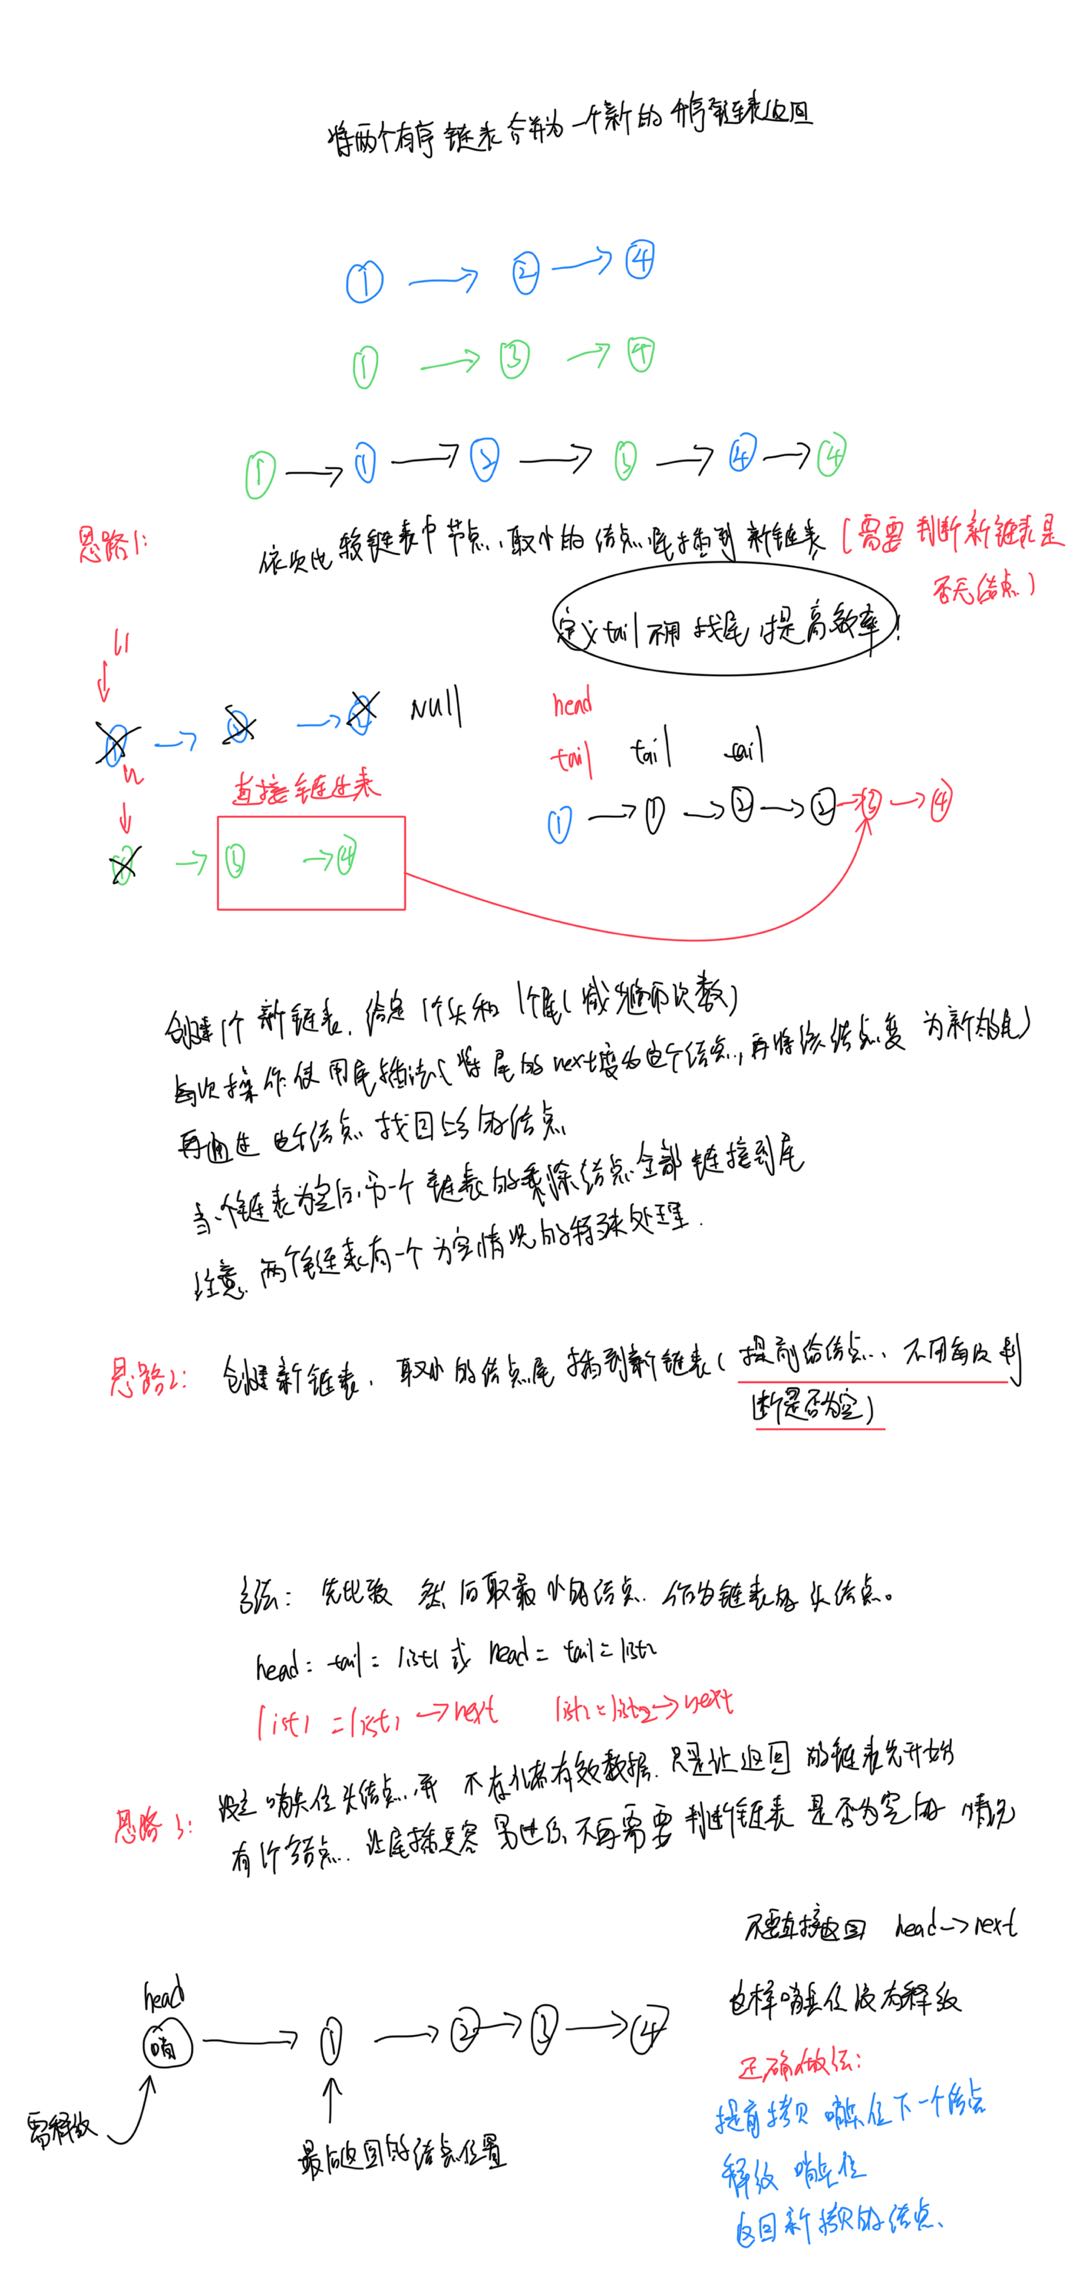 将两个有序链表合并为一个新的升序链表返回
① → ② → ④
① → ③ → ④
① → ① → ② → ③ → ④ → ④
思路1: 依次比较链表中节点,取小的结点尾插到新链表 (需要判断新链表是
否无结点)
定义tail不用找尾,提高效率!
l1
head
① → ② → NULL
tail tail tail
直接链过来
① → ① → ② → ② → ③ → ④
① → ③ → ④
创建1个新链表,给定1个头和1个尾(减少遍历次数)
每次操作使用尾插法(将尾的next变为这个结点,再将该结点变为新的尾)
再通过这个结点找回的结点
当一个链表为空后,另一个链表的剩余结点全部链接到尾
注意 两个链表有一个为空情况的特殊处理.
思路2: 创建新链表,取小的结点尾插到新链表(提前给结点,不用每次判
断是否为空)
方法: 先比较 然后取最小的结点 作为链表的头结点。
head = tail = list1 或 head = tail = list2
list1 = list1 → next list2 = list2 → next
思路3: 设立哨兵位头结点,并不存储有效数据,只是让返回的链表先开始
有1个结点,让尾插更容易进行,不再需要判断链表是否为空的情况
不要直接返回 head → next
这样哨兵位没有释放
head
哨 → ① → ② → ③ → ④
正确做法:
提前拷贝哨兵位下一个结点
需释放
最后返回的结点位置
释放哨兵位
返回新拷贝的结点.